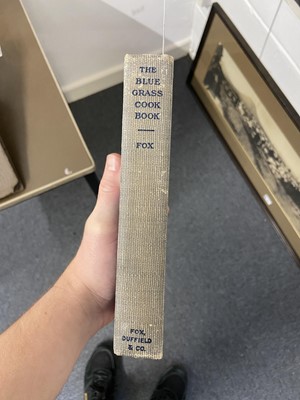 THE
BLUE
GRASS
COOK
BOOK
FOX
FOX,
DUFFIELD
& CO.